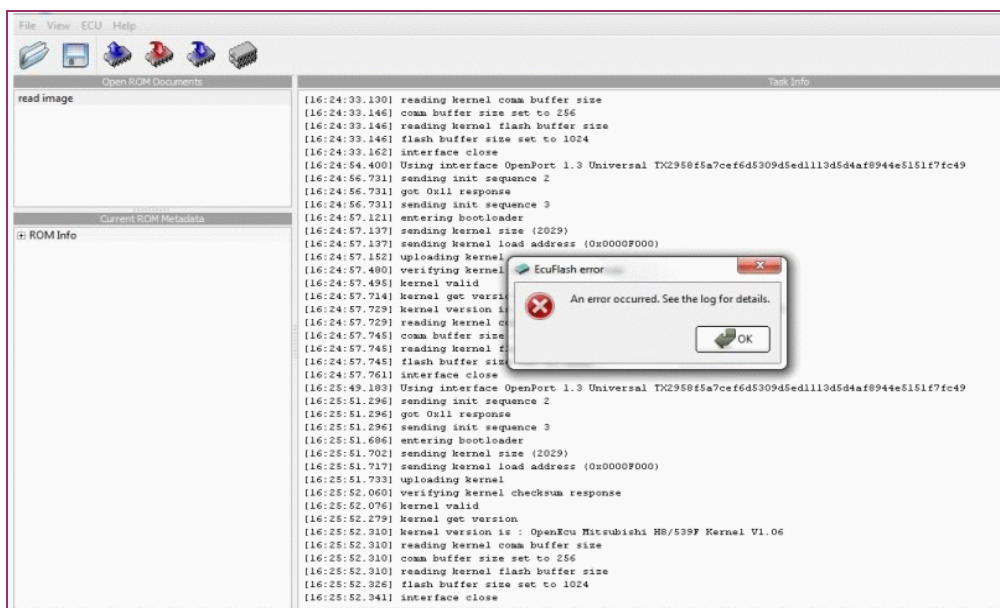 File View ECU Help
Open ROM Documents
Task Info
read image
Current ROM Metadata
ROM Info
[16:24:33.130] reading kernel comm buffer size
[16:24:33.146] comm buffer size set to 256
[16:24:33.146] reading kernel flash buffer size
[16:24:33.146] flash buffer size set to 1024
[16:24:33.162] interface close
[16:24:54.400] Using interface OpenPort 1.3 Universal TX2958f5a7cef6d5309d5ed1113d5d4af8944e5151f7fc49
[16:24:56.731] sending init sequence 2
[16:24:56.731] got 0x11 response
[16:24:56.731] sending init sequence 3
[16:24:57.121] entering bootloader
[16:24:57.137] sending kernel size (2029)
[16:24:57.137] sending kernel load address (0x0000F000)
[16:24:57.152] uploading kernel
[16:24:57.480] verifying kernel
[16:24:57.495] kernel valid
[16:24:57.714] kernel get versi
[16:24:57.729] kernel version i
[16:24:57.729] reading kernel c
[16:24:57.745] comm buffer size
[16:24:57.745] reading kernel f
[16:24:57.745] flash buffer siz
[16:24:57.761] interface close
[16:25:49.183] Using interface OpenPort 1.3 Universal TX2958f5a7cef6d5309d5ed1113d5d4af8944e5151f7fc49
[16:25:51.296] sending init sequence 2
[16:25:51.296] got 0x11 response
[16:25:51.296] sending init sequence 3
[16:25:51.686] entering bootloader
[16:25:51.702] sending kernel size (2029)
[16:25:51.717] sending kernel load address (0x0000F000)
[16:25:51.733] uploading kernel
[16:25:52.060] verifying kernel checksum response
[16:25:52.076] kernel valid
[16:25:52.279] kernel get version
[16:25:52.310] kernel version is : OpenEcu Mitsubishi H8/539F Kernel V1.06
[16:25:52.310] reading kernel comm buffer size
[16:25:52.310] comm buffer size set to 256
[16:25:52.310] reading kernel flash buffer size
[16:25:52.326] flash buffer size set to 1024
[16:25:52.341] interface close
EcuFlash error
An error occurred. See the log for details.
OK